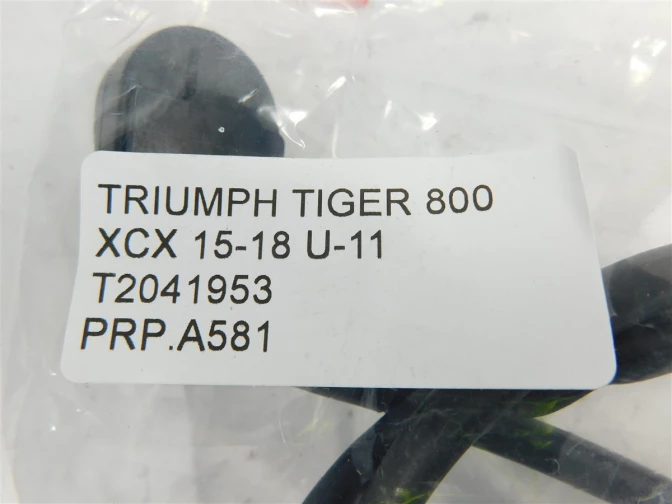 TRIUMPH TIGER 800
XCX 15-18 U-11
T2041953
PRP.A581